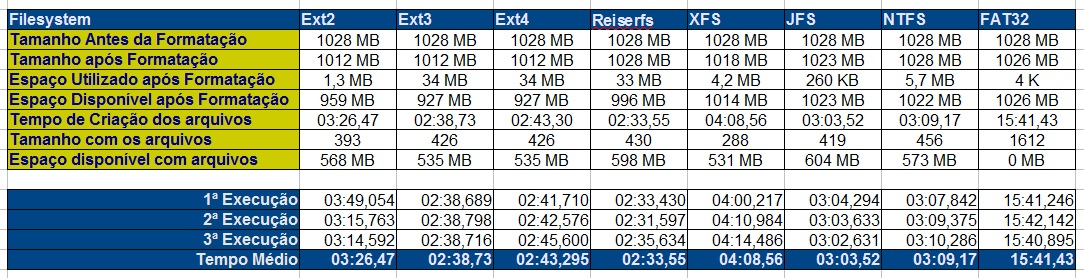 Filesystem Ext2 Ext3 Ext4 Reiserfs XFS JFS NTFS FAT32
Tamanho Antes da Formatação 1028 MB 1028 MB 1028 MB 1028 MB 1028 MB 1028 MB 1028 MB 1028 MB
Tamanho após Formatação 1012 MB 1012 MB 1012 MB 1028 MB 1018 MB 1023 MB 1028 MB 1026 MB
Espaço Utilizado após Formatação 1,3 MB 34 MB 34 MB 33 MB 4,2 MB 260 KB 5,7 MB 4 K
Espaço Disponível após Formatação 959 MB 927 MB 927 MB 996 MB 1014 MB 1023 MB 1022 MB 1026 MB
Tempo de Criação dos arquivos 03:26,47 02:38,73 02:43,30 02:33,55 04:08,56 03:03,52 03:09,17 15:41,43
Tamanho com os arquivos 393 426 426 430 288 419 456 1612
Espaço disponível com arquivos 568 MB 535 MB 535 MB 598 MB 531 MB 604 MB 573 MB 0 MB
1ª Execução 03:49,054 02:38,689 02:41,710 02:33,430 04:00,217 03:04,294 03:07,842 15:41,246
2ª Execução 03:15,763 02:38,798 02:42,576 02:31,597 04:10,984 03:03,633 03:09,375 15:42,142
3ª Execução 03:14,592 02:38,716 02:45,600 02:35,634 04:14,486 03:02,631 03:10,286 15:40,895
Tempo Médio 03:26,47 02:38,73 02:43,295 02:33,55 04:08,56 03:03,52 03:09,17 15:41,43